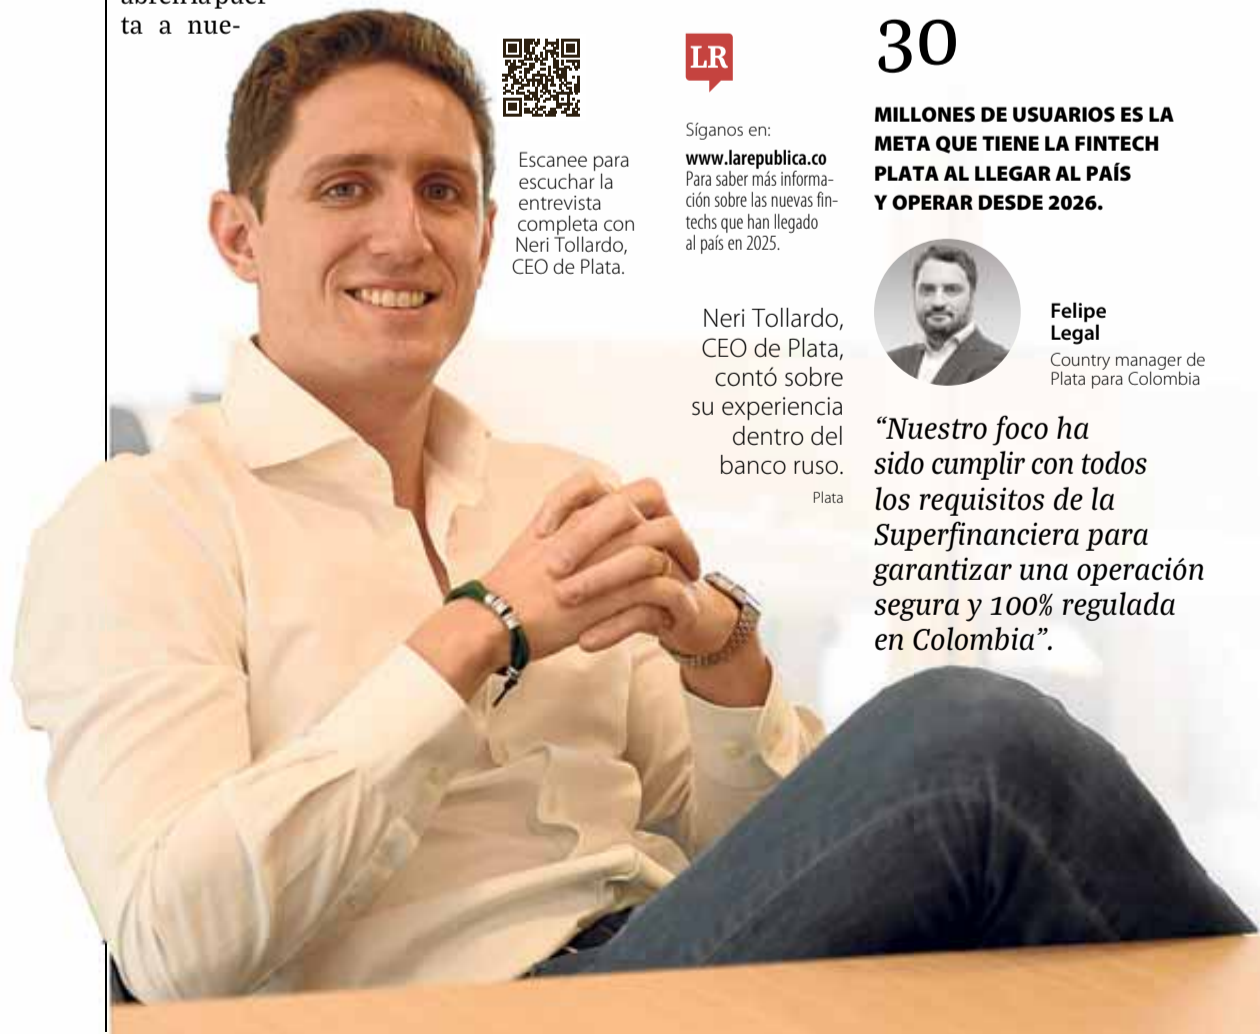 ta a nue-
Escanee para
escuchar la
entrevista
completa con
Neri Tollardo,
CEO de Plata.
LR
Síganos en:
www.larepublica.co
Para saber más informa-
ción sobre las nuevas fin-
techs que han llegado
al país en 2025.
Neri Tollardo,
CEO de Plata,
contó sobre
su experiencia
dentro del
banco ruso.
Plata
30
MILLONES DE USUARIOS ES LA
META QUE TIENE LA FINTECH
PLATA AL LLEGAR AL PAÍS
Y OPERAR DESDE 2026.
Felipe
Legal
Country manager de
Plata para Colombia
“Nuestro foco ha
sido cumplir con todos
los requisitos de la
Superfinanciera para
garantizar una operación
segura y 100% regulada
en Colombia”.